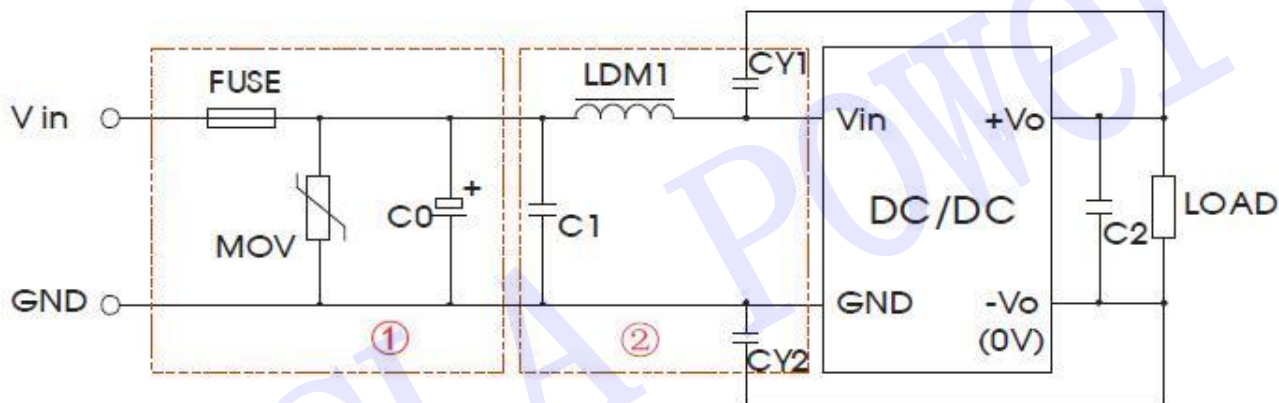 FUSE
LDM1
CY1
V in
Vin
+Vo
MOV
C0
+
C1
DC/DC
C2
LOAD
GND
GND
-Vo
(0V)
①
②
CY2
POWER